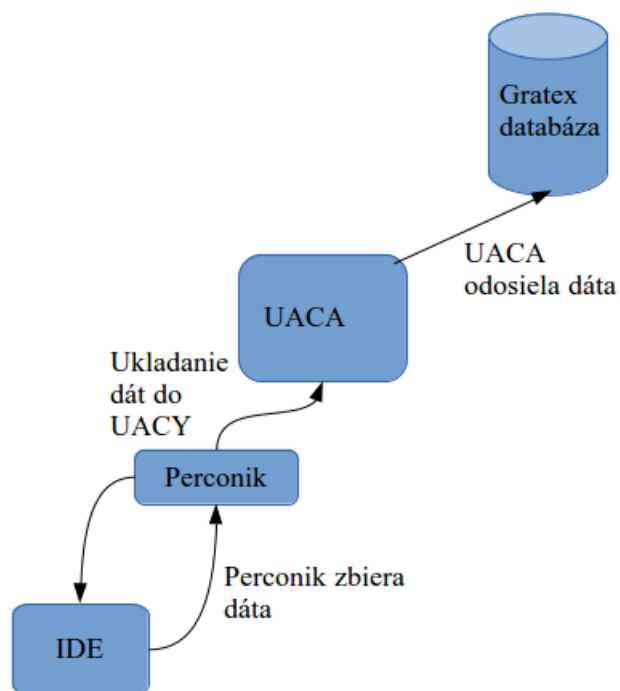 Gratex
databáza
UACA
odosiela dáta
UACA
Ukladanie
dát do
UACY
Perconik
Perconik zbiera
dáta
IDE